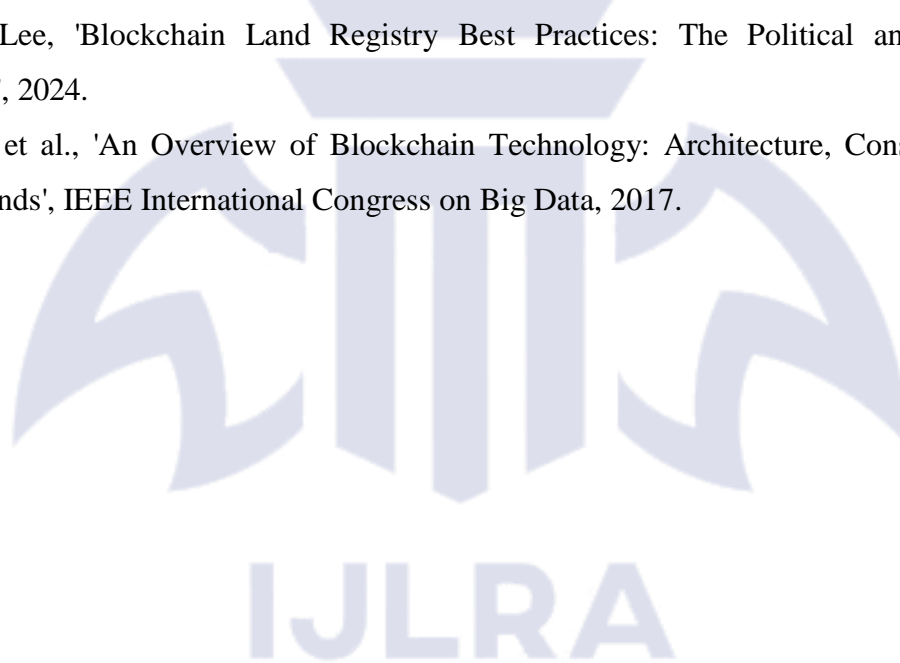 Lee, 'Blockchain Land Registry Best Practices: The Political an
', 2024.
et al., 'An Overview of Blockchain Technology: Architecture, Cons
nds', IEEE International Congress on Big Data, 2017.
IJLRA